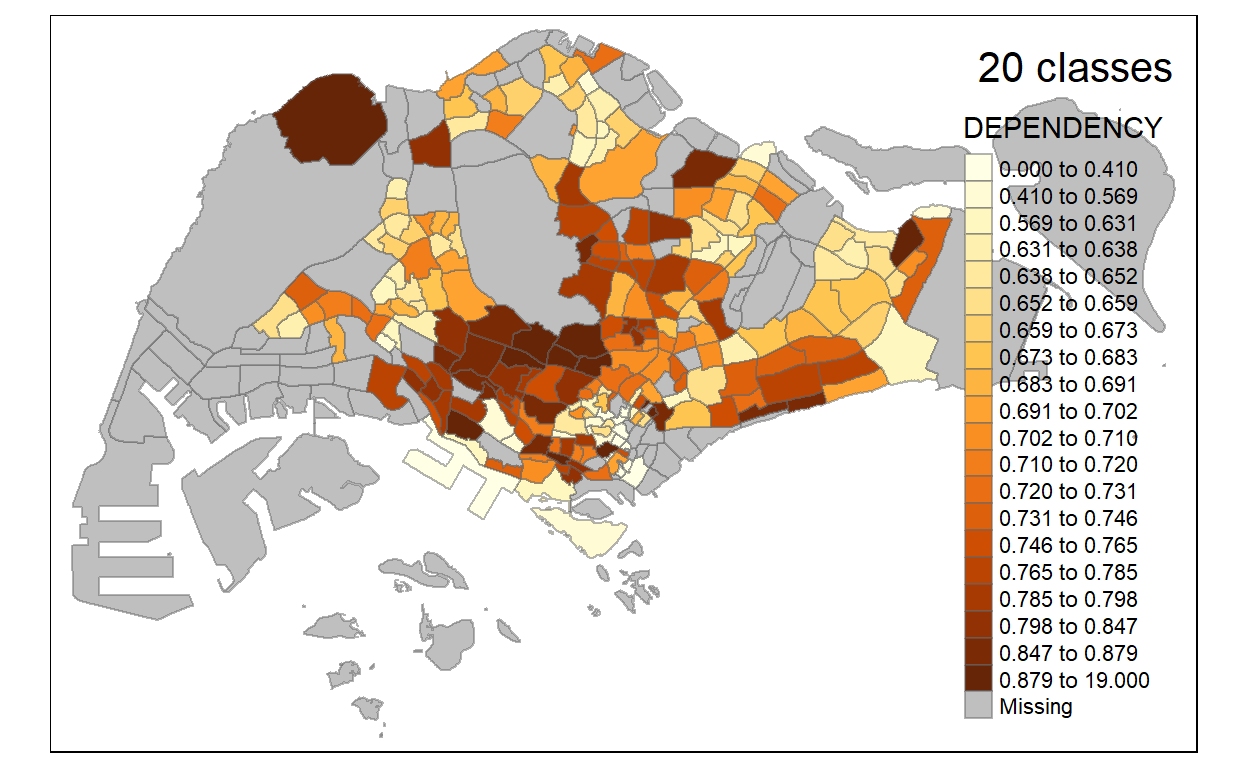 20 classes
DEPENDENCY
0.000 to 0.410
0.410 to 0.569
0.569 to 0.631
0.631 to 0.638
0.638 to 0.652
0.652 to 0.659
0.659 to 0.673
0.673 to 0.683
0.683 to 0.691
0.691 to 0.702
0.702 to 0.710
0.710 to 0.720
0.720 to 0.731
0.731 to 0.746
0.746 to 0.765
0.765 to 0.785
0.785 to 0.798
0.798 to 0.847
0.847 to 0.879
0.879 to 19.000
Missing